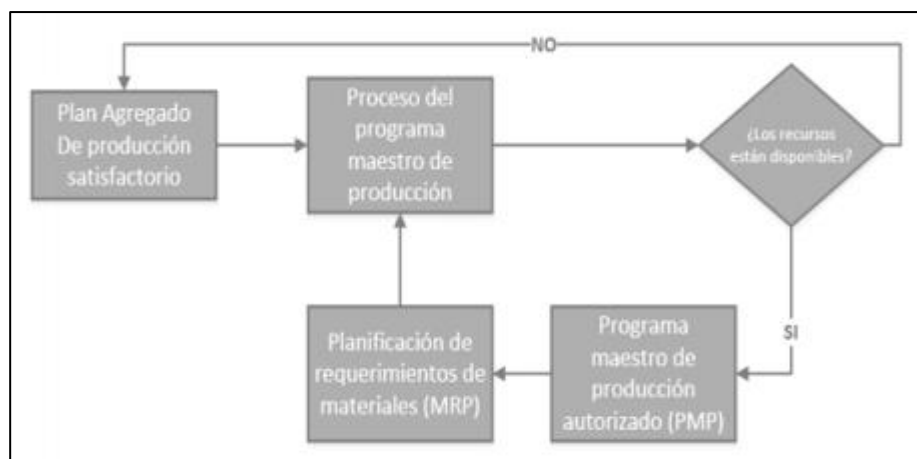 NO
Plan Agregado
De producción
satisfactorio
Proceso del
programa
maestro de
producción
¿Los recursos
están disponibles?
SI
Planificación de
requerimientos de
materiales (MRP)
Programa
maestro de
producción
autorizado (PMP)